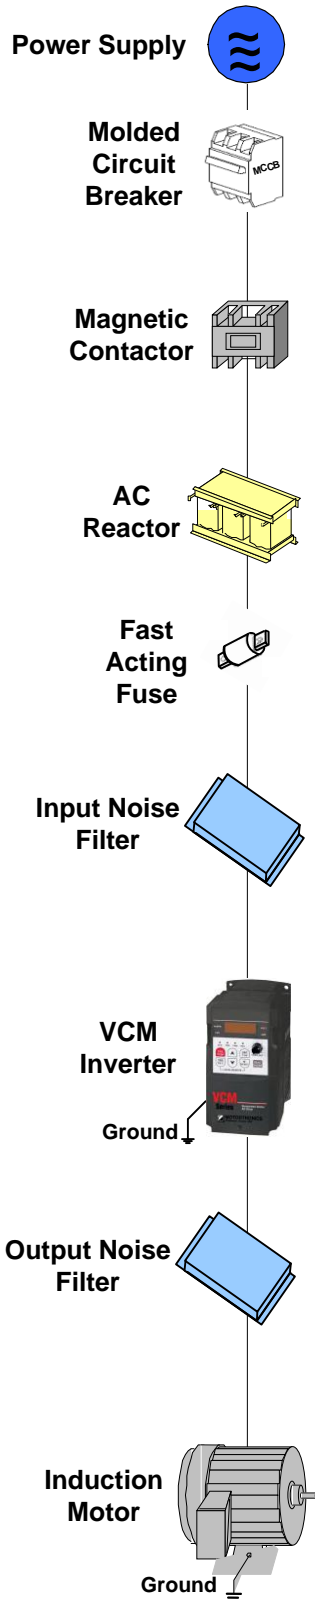 Power Supply
Molded
Circuit
Breaker
MCCB
Magnetic
Contactor
AC
Reactor
Fast
Acting
Fuse
Input Noise
Filter
VCM
Inverter
VCM
Series
Ground
Output Noise
Filter
Induction
Motor
Ground